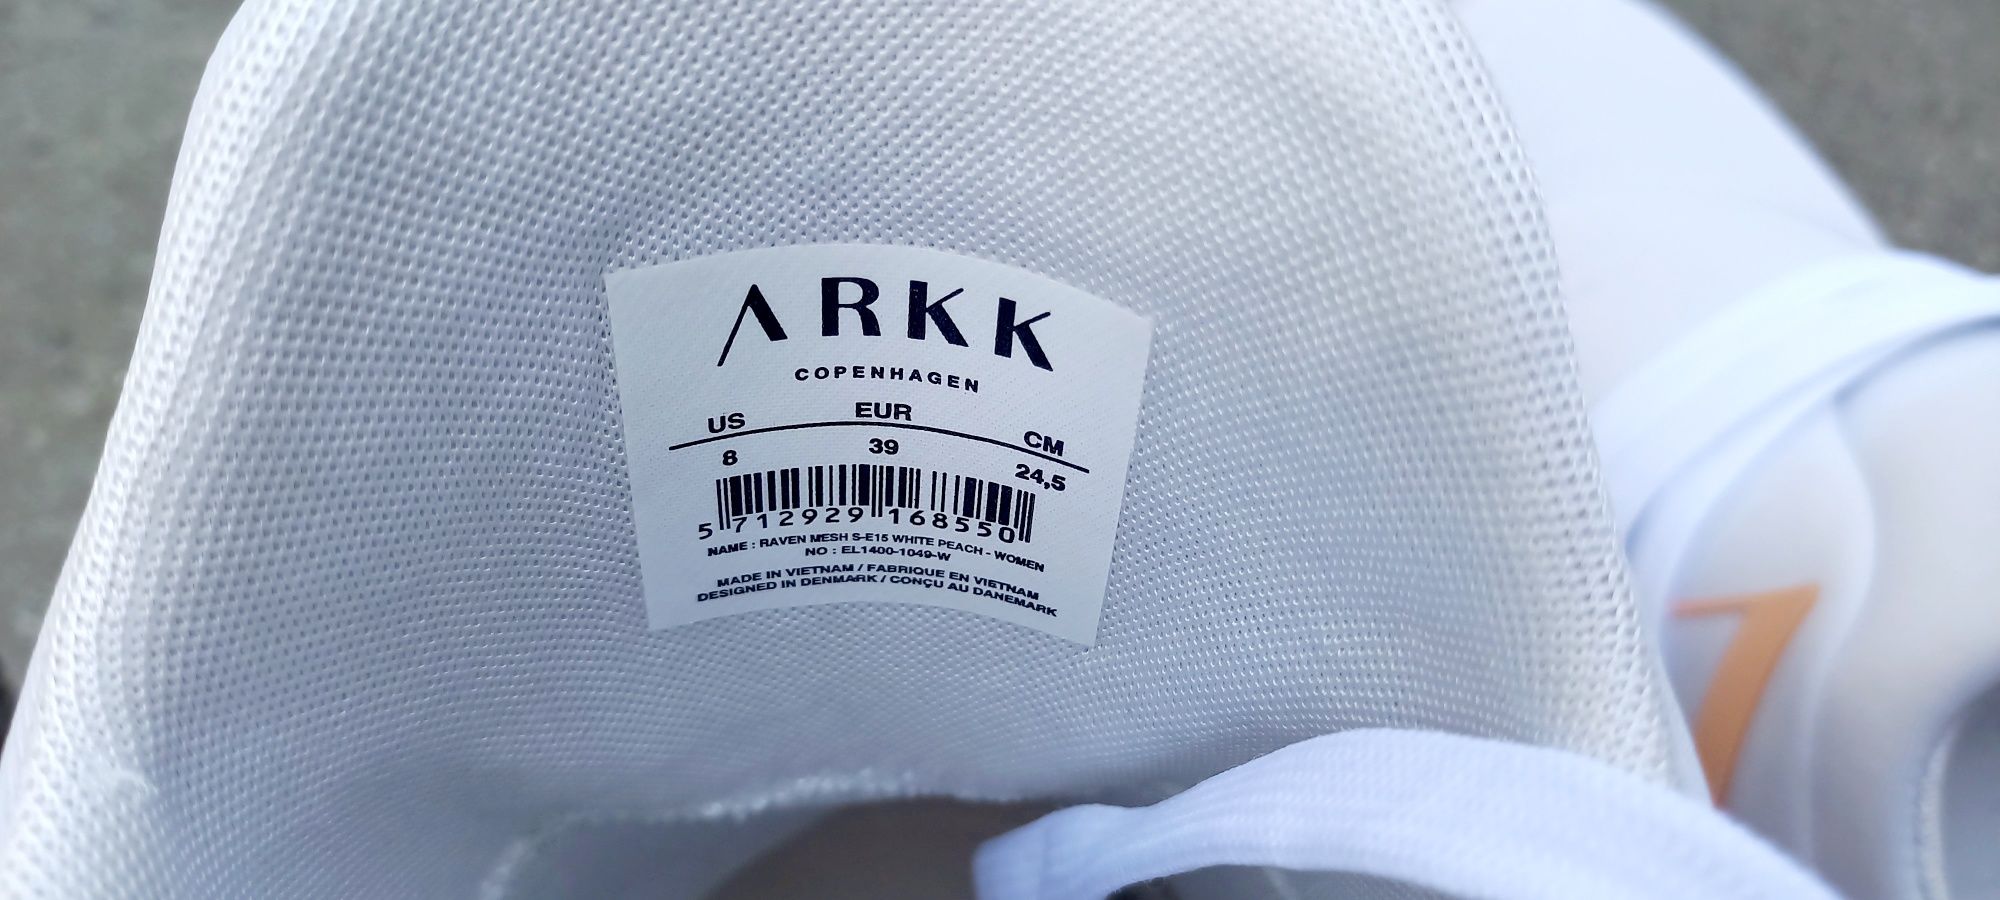 ARKK
COPENHAGEN
US EUR CM
8 39 24,5
5 712929 168550
NAME : RAVEN MESH S-E15 WHITE PEACH - WOMEN
NO : EL1400-1049-W
MADE IN VIETNAM / FABRIQUE EN VIETNAM
DESIGNED IN DENMARK / CONÇU AU DANEMARK